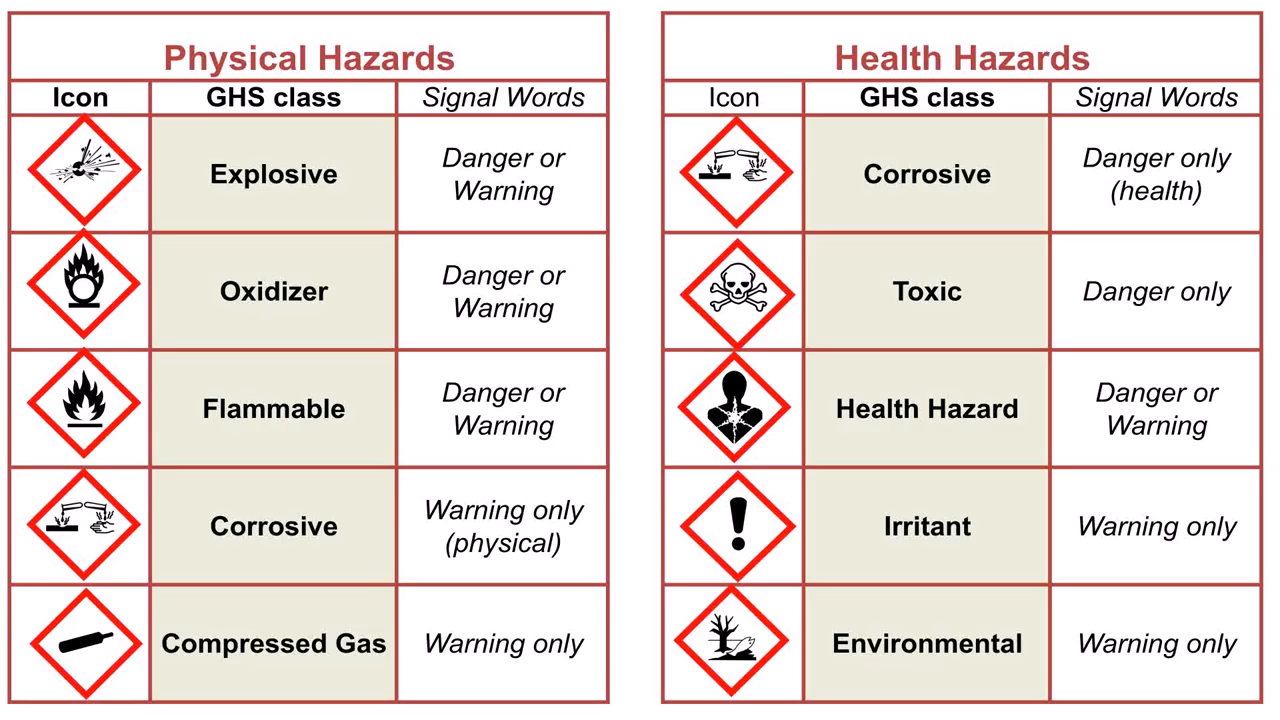 Physical Hazards
Icon GHS class Signal Words
Explosive
Danger or
Warning
Oxidizer
Danger or
Warning
Flammable
Danger or
Warning
Corrosive
Warning only
(physical)
Compressed Gas
Warning only
Health Hazards
Icon GHS class Signal Words
Corrosive
Danger only
(health)
Toxic
Danger only
Health Hazard
Danger or
Warning
Irritant
Warning only
Environmental
Warning only